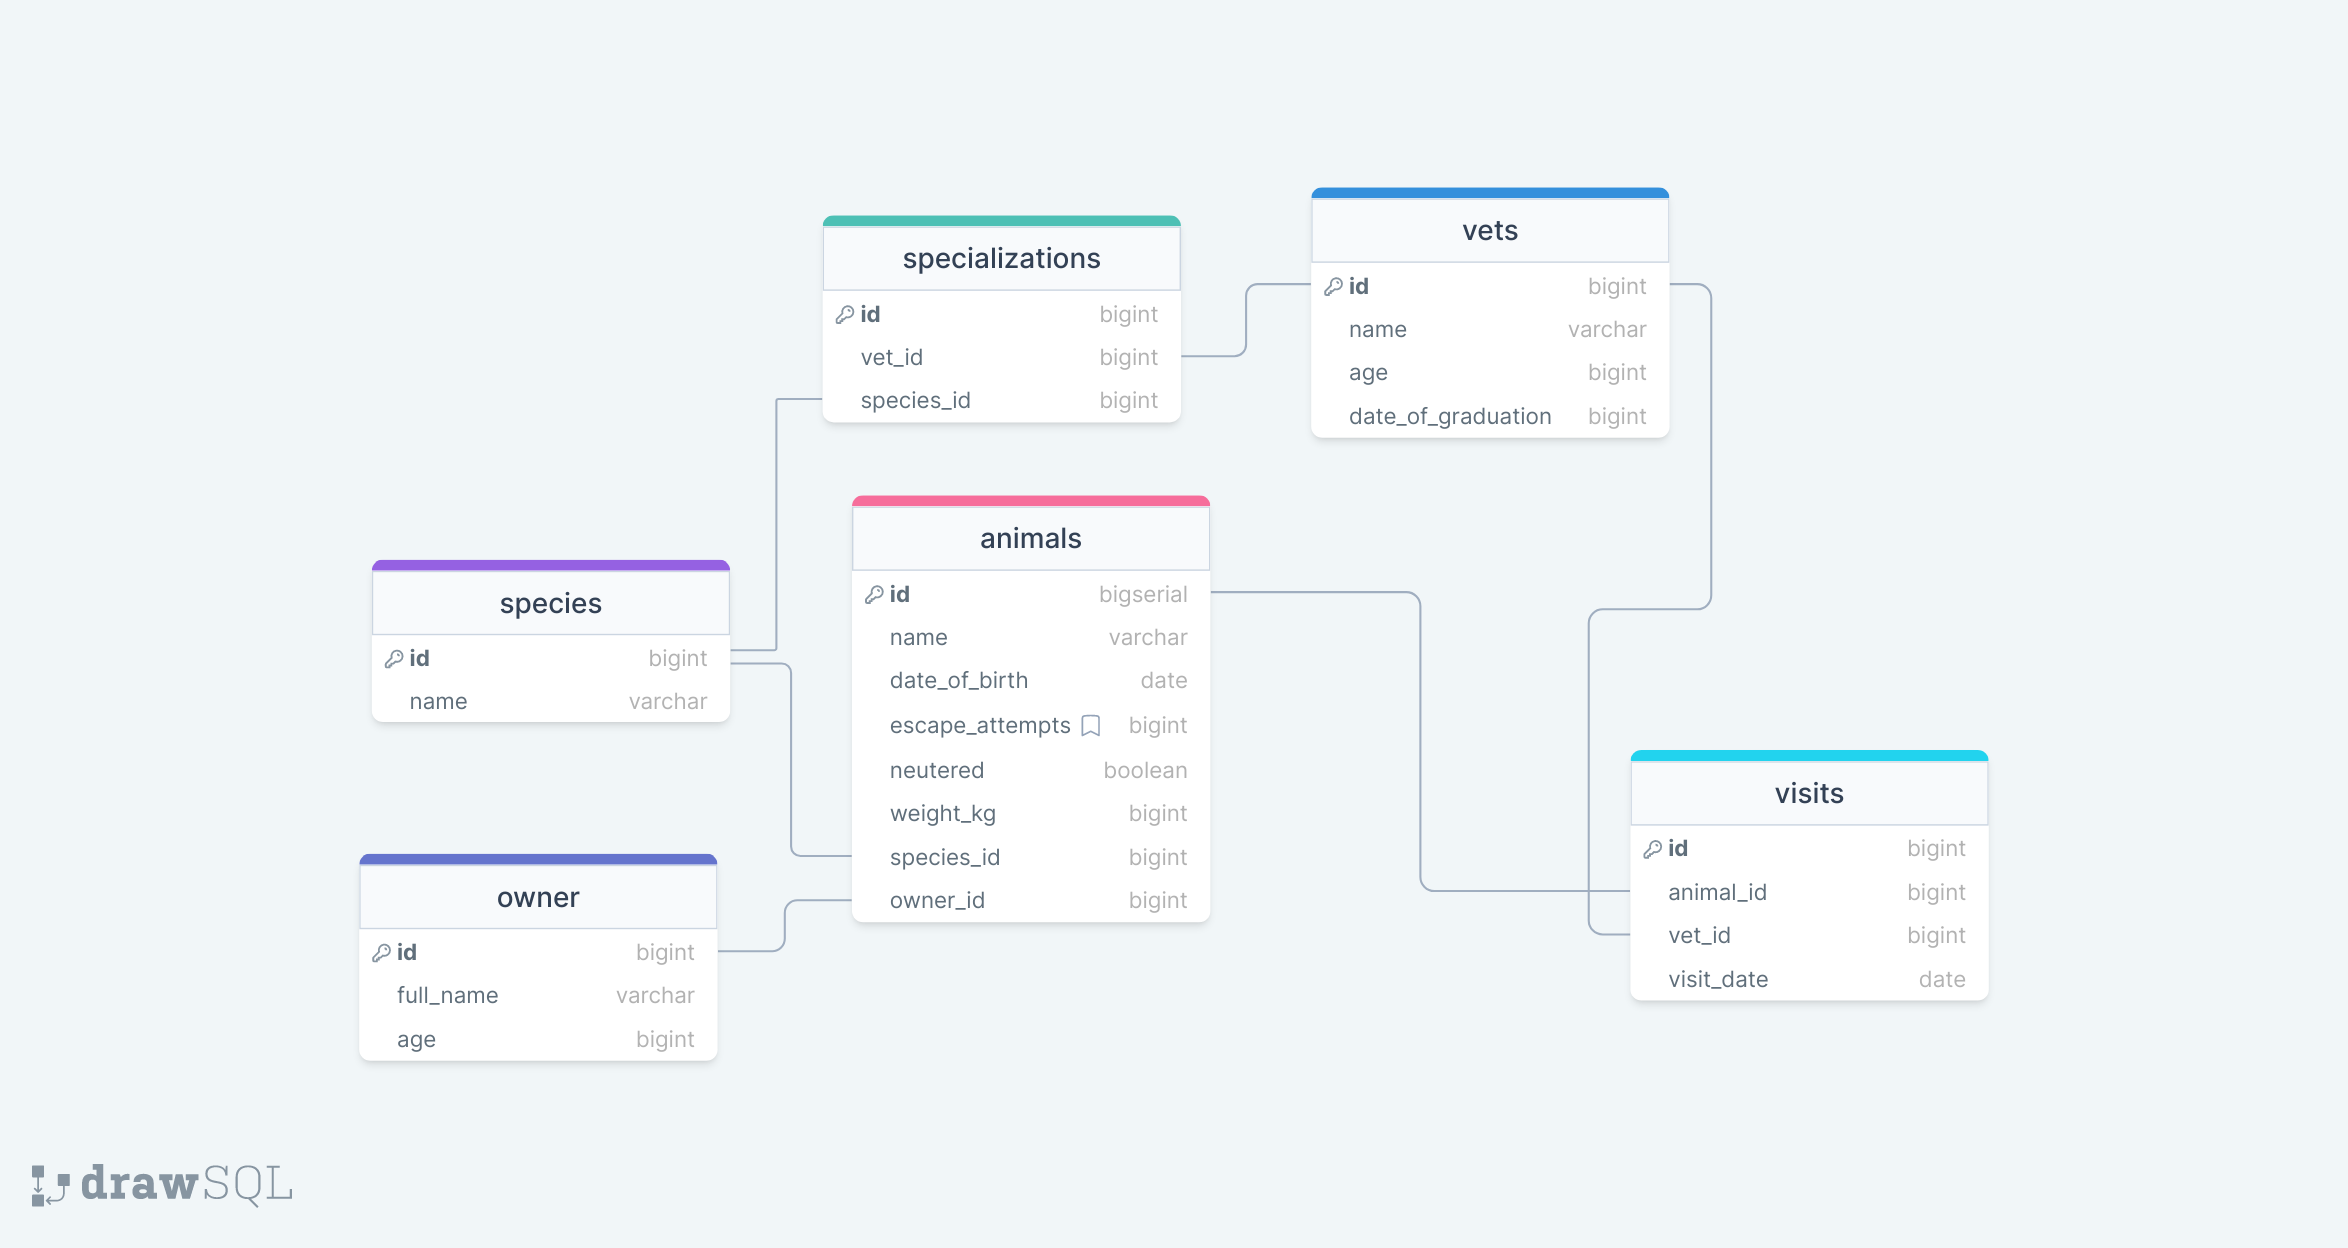 vets
id bigint
name varchar
age bigint
date_of_graduation bigint
specializations
id bigint
vet_id bigint
species_id bigint
animals
id bigserial
name varchar
date_of_birth date
escape_attempts bigint
neutered boolean
weight_kg bigint
species_id bigint
owner_id bigint
species
id bigint
name varchar
owner
id bigint
full_name varchar
age bigint
visits
id bigint
animal_id bigint
vet_id bigint
visit_date date
drawSQL